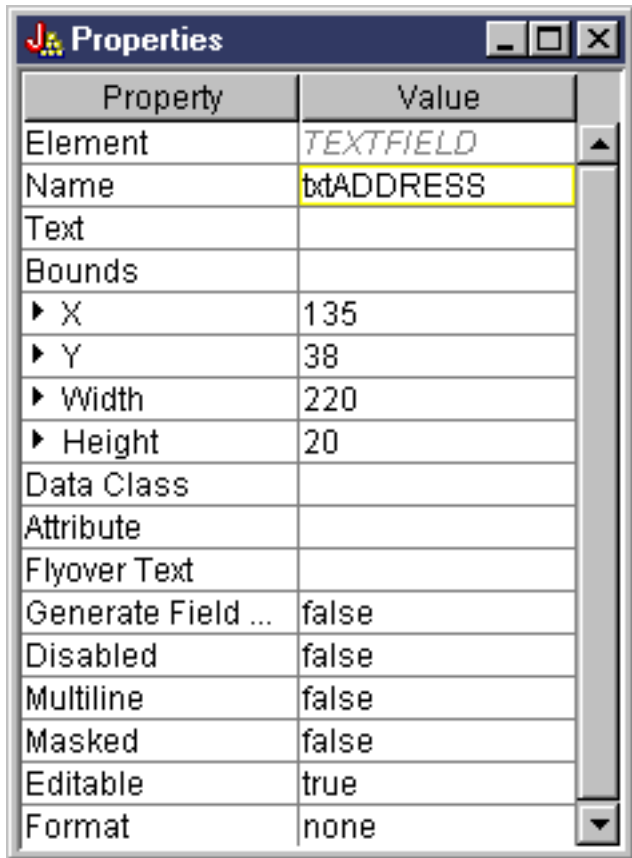 Properties
Property Value
Element TEXTFIELD
Name txtADDRESS
Text
Bounds
X 135
Y 38
Width 220
Height 20
Data Class
Attribute
Flyover Text
Generate Field ... false
Disabled false
Multiline false
Masked false
Editable true
Format none